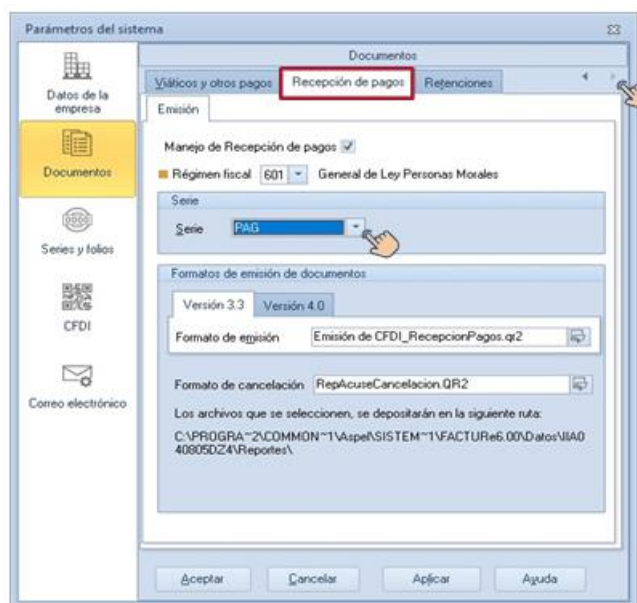 Parámetros del sistema
Documentos
Datos de la
empresa
Documentos
Series y folios
CFDI
Correo electrónico
Viáticos y otros pagos
Recepción de pagos
Retenciones
Emisión
Manejo de Recepción de pagos
Régimen fiscal 601 General de Ley Personas Morales
Serie
Serie PAG
Formatos de emisión de documentos
Versión 3.3 Versión 4.0
Formato de emisión Emisión de CFDI_RecepcionPagos.qr2
Formato de cancelación RepAcuseCancelacion.QR2
Los archivos que se seleccionen, se depositarán en la siguiente ruta:
C:\PROGRA~2\COMMON~1\Aspel\SISTEM~1\FACTURe6.00\Datos\IIA0
40805DZ4\Reportes\
Aceptar Cancelar Aplicar Ayuda